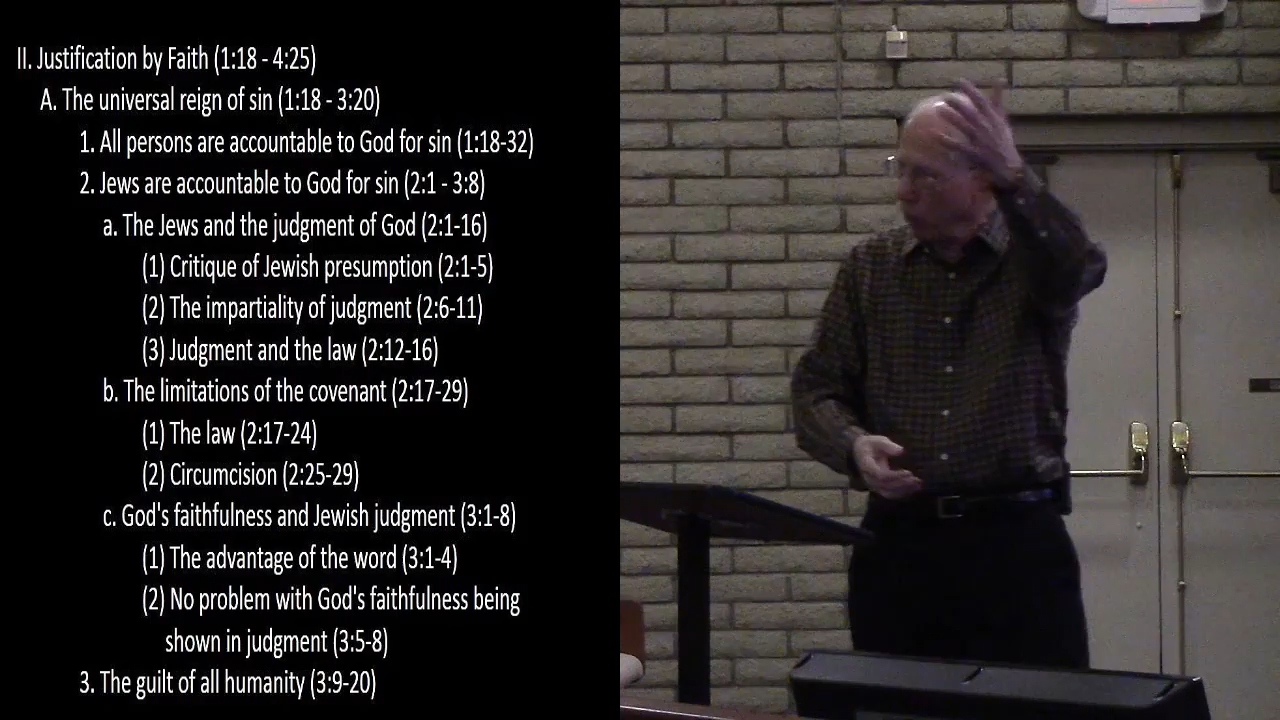 II. Justification by Faith (1:18 - 4:25)
A. The universal reign of sin (1:18 - 3:20)
1. All persons are accountable to God for sin (1:18-32)
2. Jews are accountable to God for sin (2:1 - 3:8)
a. The Jews and the judgment of God (2:1-16)
(1) Critique of Jewish presumption (2:1-5)
(2) The impartiality of judgment (2:6-11)
(3) Judgment and the law (2:12-16)
b. The limitations of the covenant (2:17-29)
(1) The law (2:17-24)
(2) Circumcision (2:25-29)
c. God's faithfulness and Jewish judgment (3:1-8)
(1) The advantage of the word (3:1-4)
(2) No problem with God's faithfulness being
shown in judgment (3:5-8)
3. The guilt of all humanity (3:9-20)